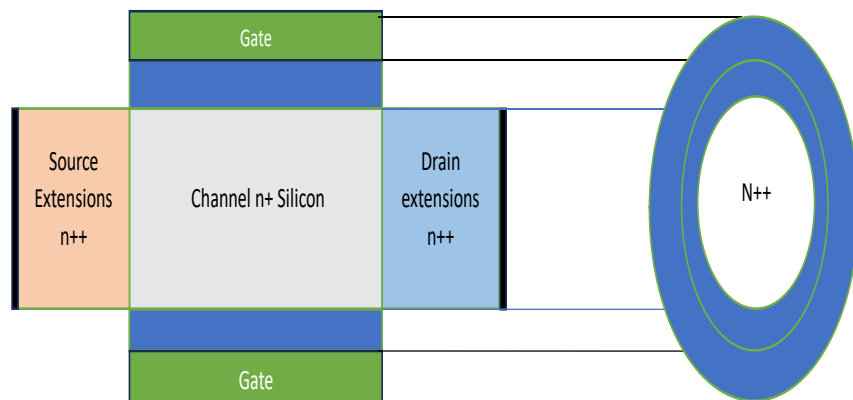 Gate
Source
Extensions
n++
Channel n+ Silicon
Drain
extensions
n++
N++
Gate